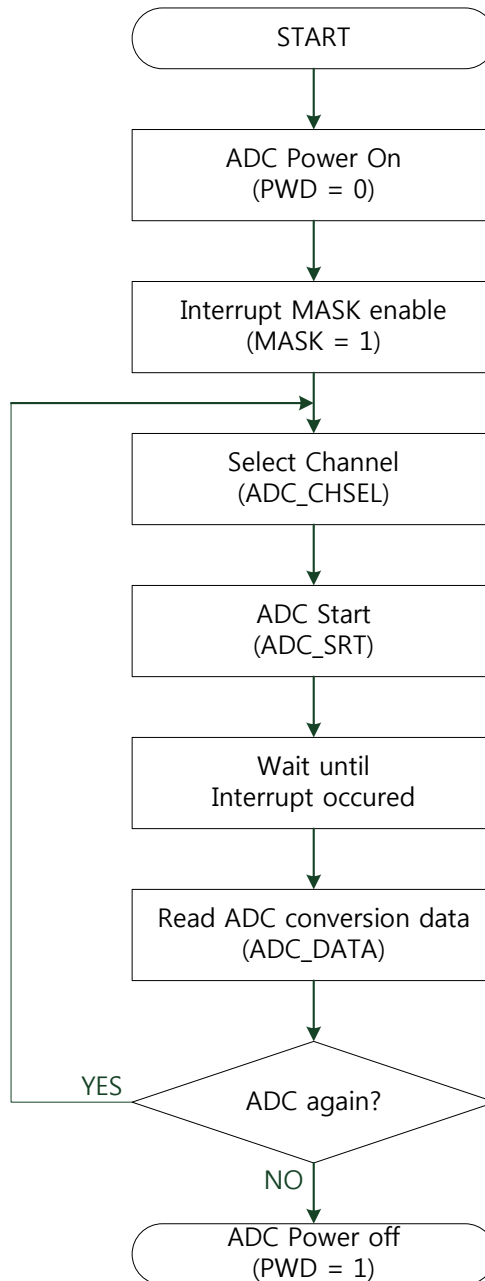 START
ADC Power On
(PWD = 0)
Interrupt MASK enable
(MASK = 1)
Select Channel
(ADC_CHSEL)
ADC Start
(ADC_SRT)
Wait until
Interrupt occured
Read ADC conversion data
(ADC_DATA)
YES
ADC again?
NO
ADC Power off
(PWD = 1)